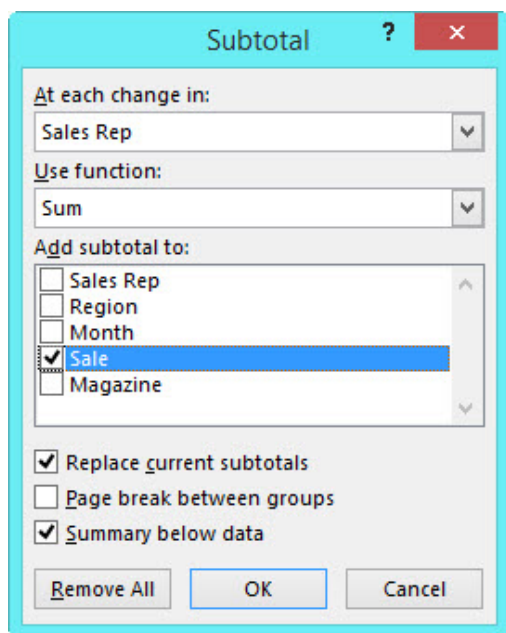 Subtotal ?
At each change in:
Sales Rep
Use function:
Sum
Add subtotal to:
Sales Rep
Region
Month
Sale
Magazine
Replace current subtotals
Page break between groups
Summary below data
Remove All OK Cancel